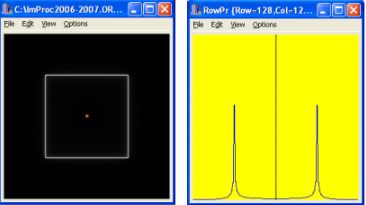 C:\ImProc2006-2007.OR...
File Edit View Options
RowPr {Row-128,Col-12...
File Edit View Options